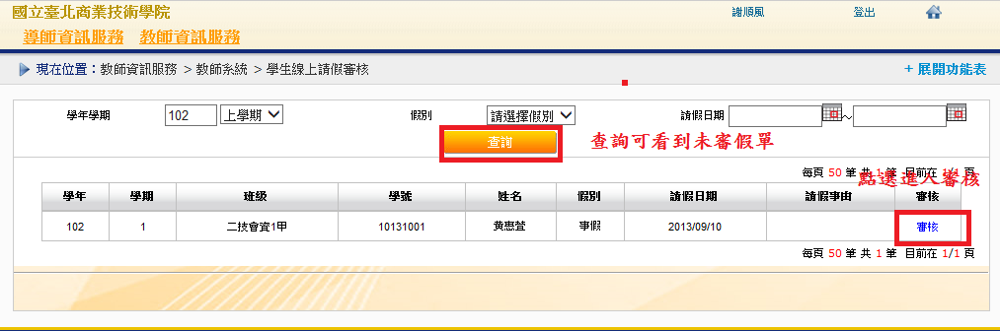 國立臺北商業技術學院 謝順風 登出
導師資訊服務 教師資訊服務
現在位置：教師資訊服務 > 教師系統 > 學生線上請假審核 + 展開功能表
學年學期 102 上學期 假別 請選擇假別 請假日期 ~
查詢 查詢可看到未審假單
每頁 50 筆 共 1 筆 目前在 1/1 頁
點選進入審核
學年 學期 班級 學號 姓名 假別 請假日期 請假事由 審核
102 1 二技會資1甲 10131001 黃惠萱 事假 2013/09/10 審核
每頁 50 筆 共 1 筆 目前在 1/1 頁